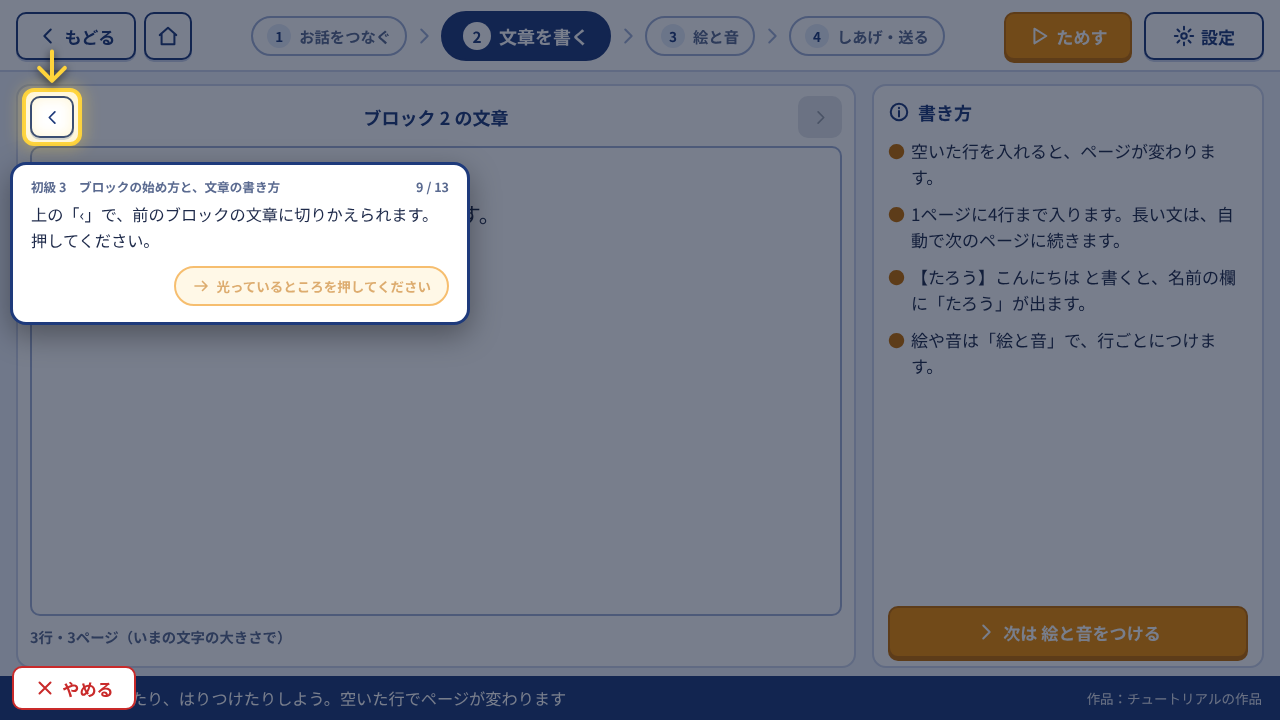 もどる
1 お話をつなぐ
2 文章を書く
3 絵と音
4 しあげ・送る
ためす
設定
ブロック 2 の文章
初級 3 ブロックの始め方と、文章の書き方
9 / 13
上の「‹」で、前のブロックの文章に切りかえられます。
押してください。
光っているところを押してください
す。
3行・3ページ（いまの文字の大きさで）
書き方
空いた行を入れると、ページが変わりま
す。
1ページに4行まで入ります。長い文は、自
動で次のページに続きます。
【たろう】こんにちは と書くと、名前の欄
に「たろう」が出ます。
絵や音は「絵と音」で、行ごとにつけま
す。
次は 絵と音をつける
やめる
たり、はりつけたりしよう。空いた行でページが変わります
作品：チュートリアルの作品